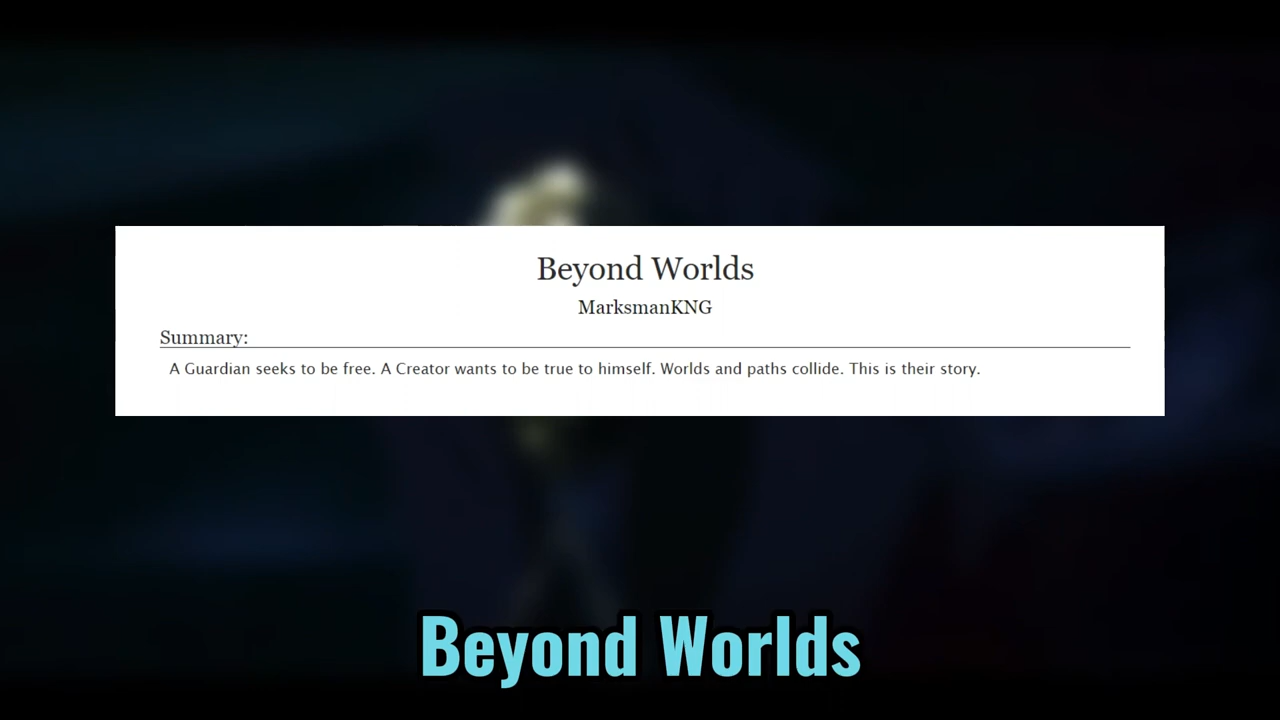 Beyond Worlds
MarksmanKNG
Summary:
A Guardian seeks to be free. A Creator wants to be true to himself. Worlds and paths collide. This is their story.
Beyond Worlds